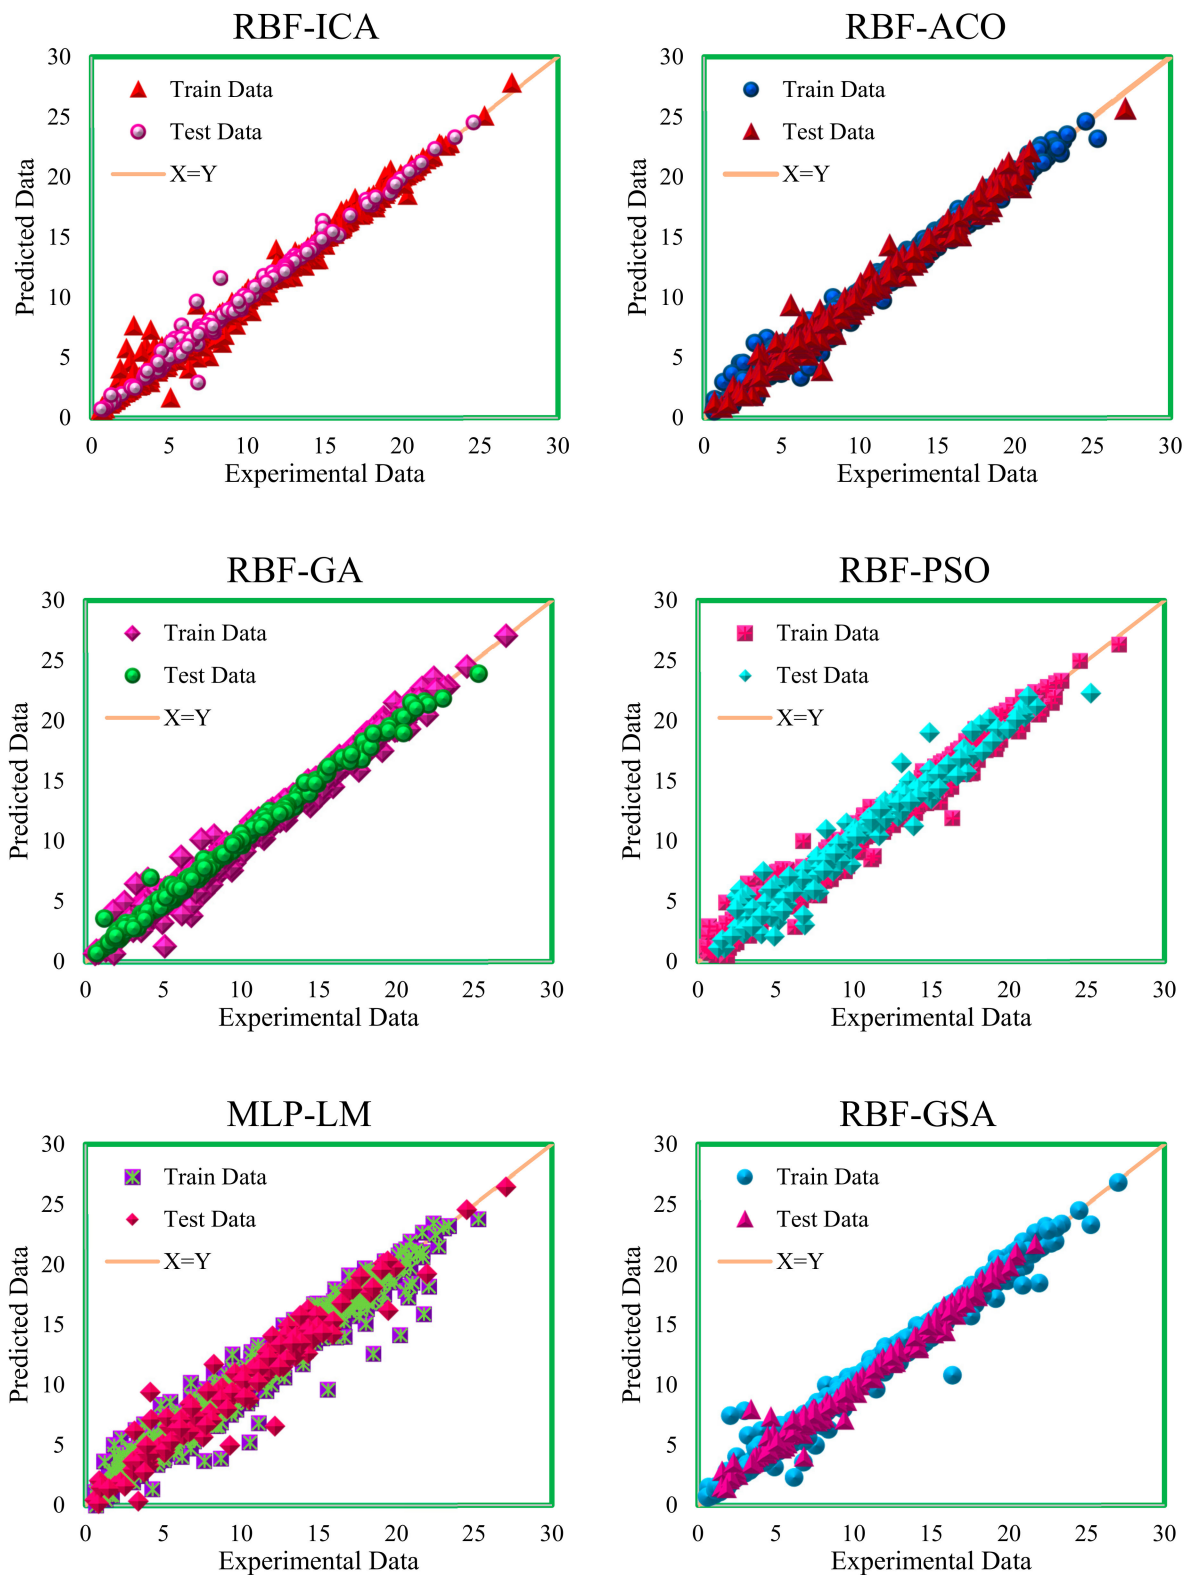 RBF-ICA
30
25
20
15
10
5
0
Predicted Data
Train Data
Test Data
X=Y
0 5 10 15 20 25 30
Experimental Data
RBF-ACO
30
25
20
15
10
5
0
Predicted Data
Train Data
Test Data
X=Y
0 5 10 15 20 25 30
Experimental Data
RBF-GA
30
25
20
15
10
5
0
Predicted Data
Train Data
Test Data
X=Y
0 5 10 15 20 25 30
Experimental Data
RBF-PSO
30
25
20
15
10
5
0
Predicted Data
Train Data
Test Data
X=Y
0 5 10 15 20 25 30
Experimental Data
MLP-LM
30
25
20
15
10
5
0
Predicted Data
Train Data
Test Data
X=Y
0 5 10 15 20 25 30
Experimental Data
RBF-GSA
30
25
20
15
10
5
0
Predicted Data
Train Data
Test Data
X=Y
0 5 10 15 20 25 30
Experimental Data